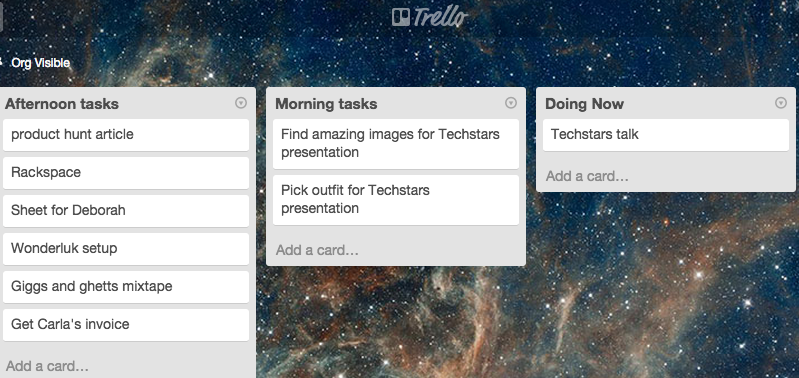 Trello
Org Visible
Afternoon tasks
product hunt article
Rackspace
Sheet for Deborah
Wonderluk setup
Giggs and ghetts mixtape
Get Carla's invoice
Add a card…
Morning tasks
Find amazing images for Techstars
presentation
Pick outfit for Techstars
presentation
Add a card…
Doing Now
Techstars talk
Add a card…